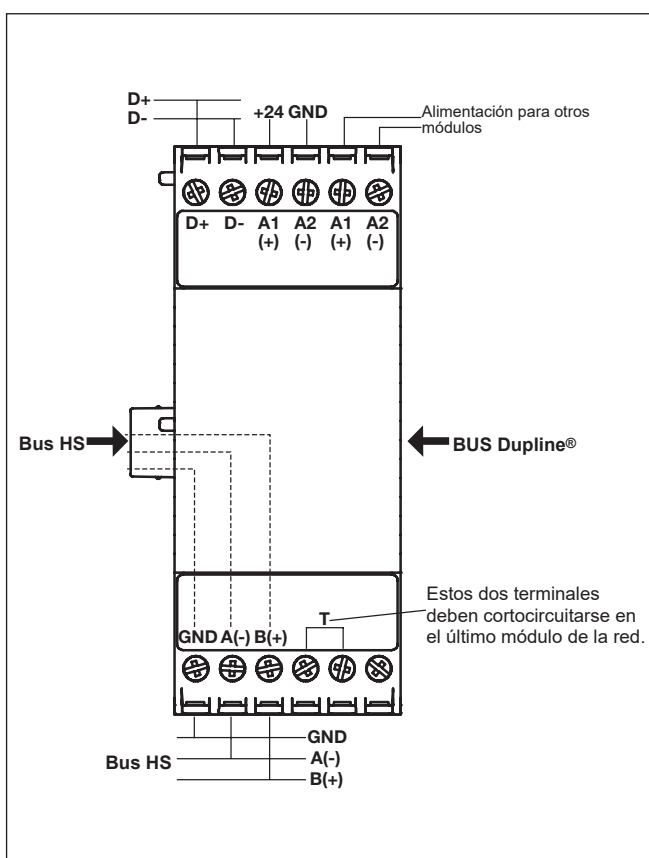 D+
D-
+24 GND
Alimentación para otros
módulos
D+ D- A1 A2 A1 A2
(+) (-) (+) (-)
Bus HS
BUS Dupline®
Estos dos terminales
deben cortocircuitarse en
el último módulo de la red.
T
GND A(-) B(+)
Bus HS
GND
A(-)
B(+)